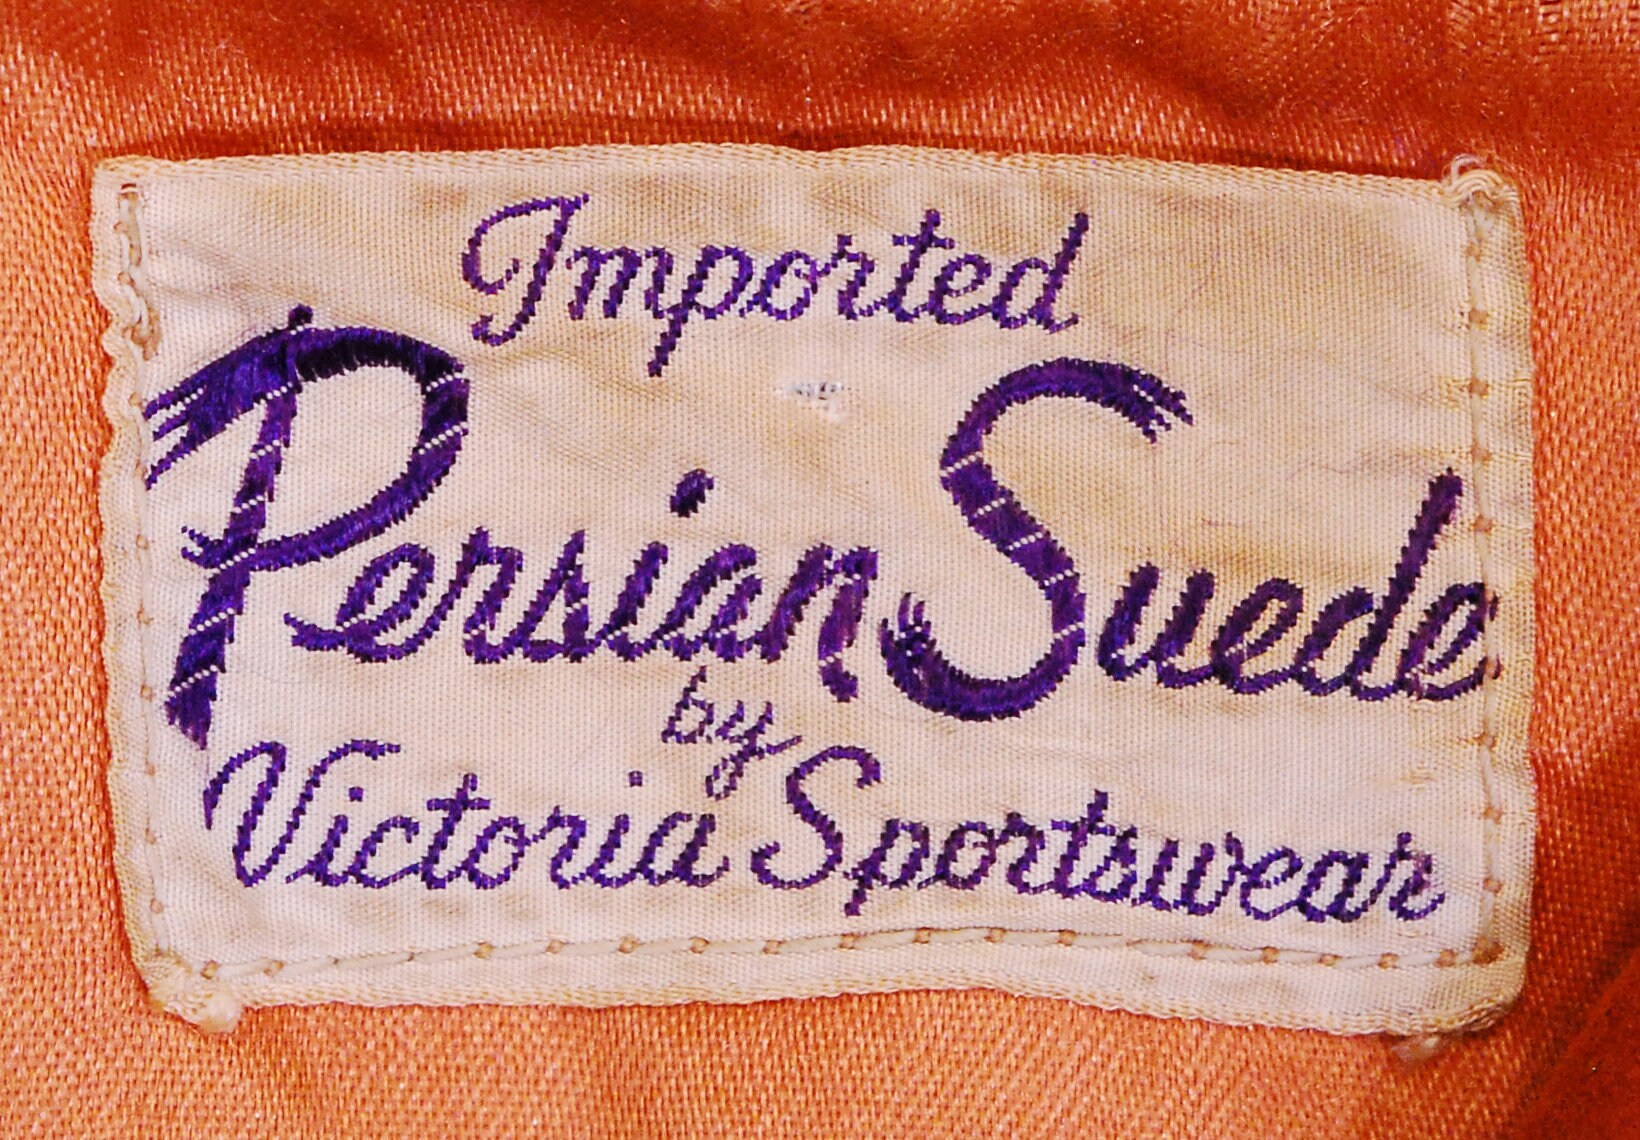 Imported
Persian Suede
by
Victoria Sportswear